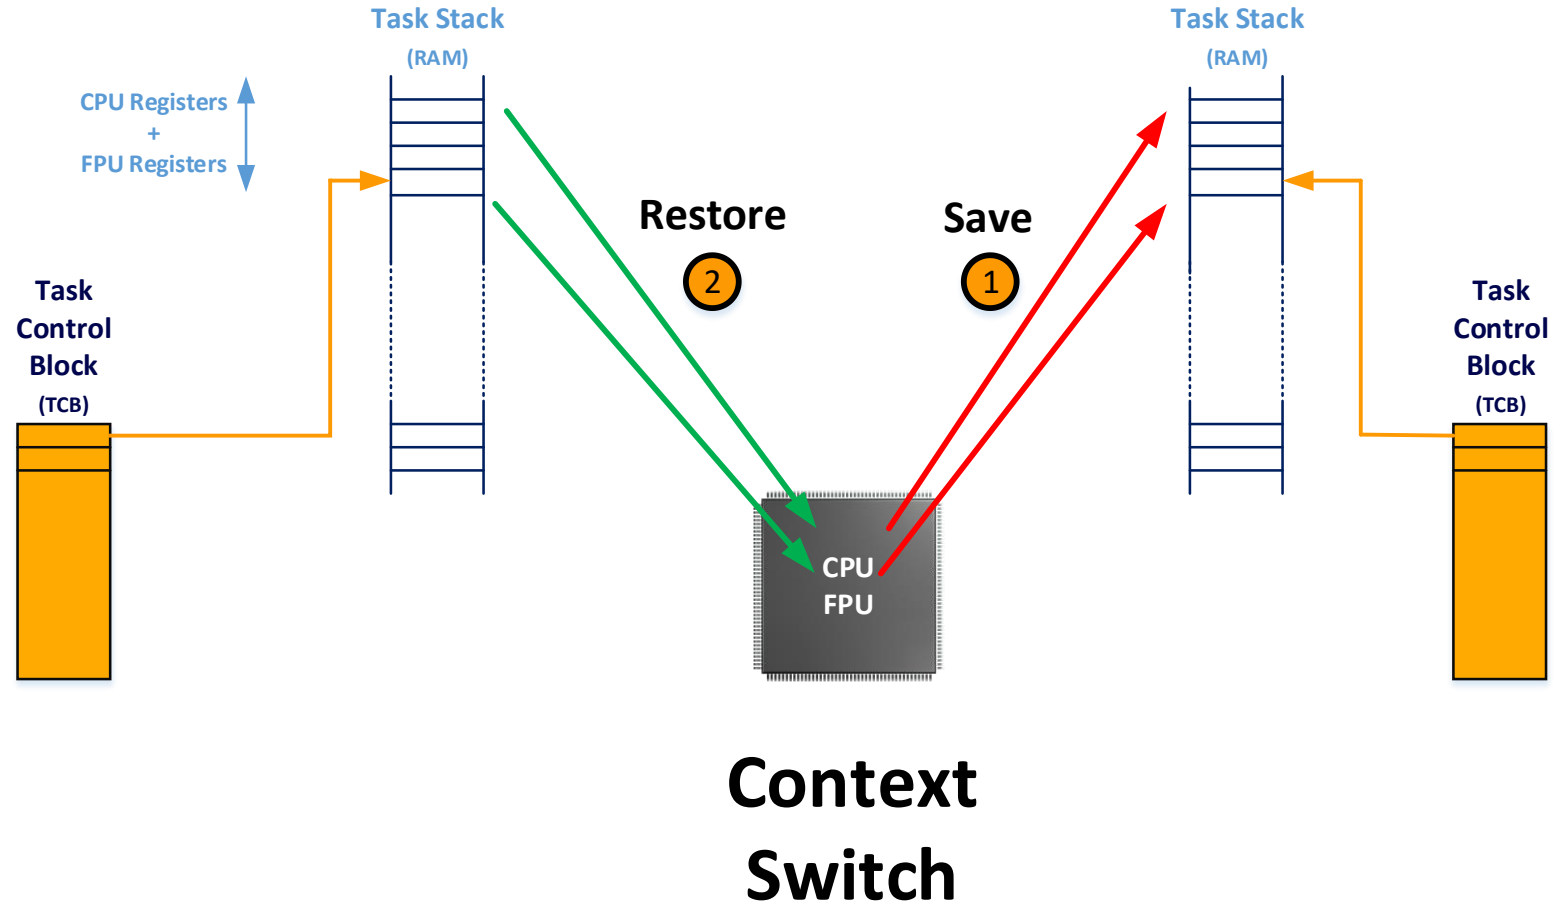 Task Stack
(RAM)
CPU Registers
+
FPU Registers
Restore
2
Task
Control
Block
(TCB)
Task Stack
(RAM)
Save
1
Task
Control
Block
(TCB)
CPU
FPU
Context
Switch